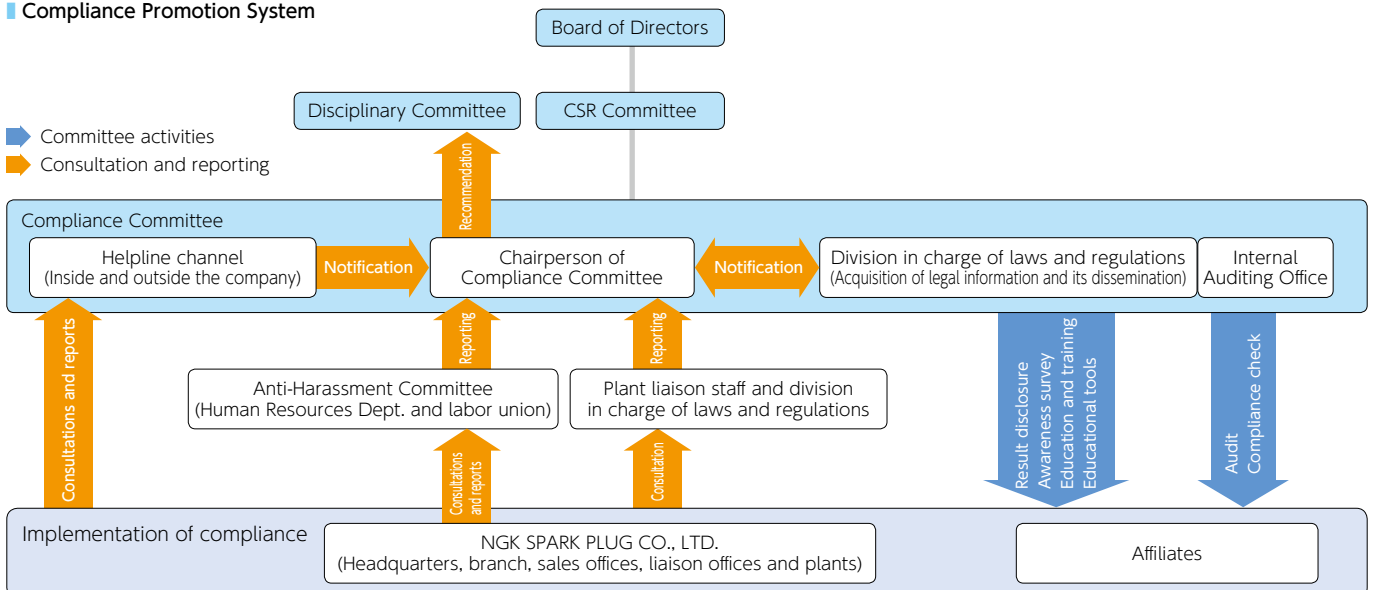 Compliance Promotion System
Board of Directors
Disciplinary Committee
CSR Committee
Committee activities
Consultation and reporting
Recommendation
Compliance Committee
Helpline channel
(Inside and outside the company)
Notification
Chairperson of
Compliance Committee
Notification
Division in charge of laws and regulations
(Acquisition of legal information and its dissemination)
Internal
Auditing Office
Consultations and reports
Reporting
Reporting
Anti-Harassment Committee
(Human Resources Dept. and labor union)
Plant liaison staff and division
in charge of laws and regulations
Consultations
and reports
Consultation
Result disclosure
Awareness survey
Education and training
Educational tools
Audit
Compliance check
Implementation of compliance
NGK SPARK PLUG CO., LTD.
(Headquarters, branch, sales offices, liaison offices and plants)
Affiliates